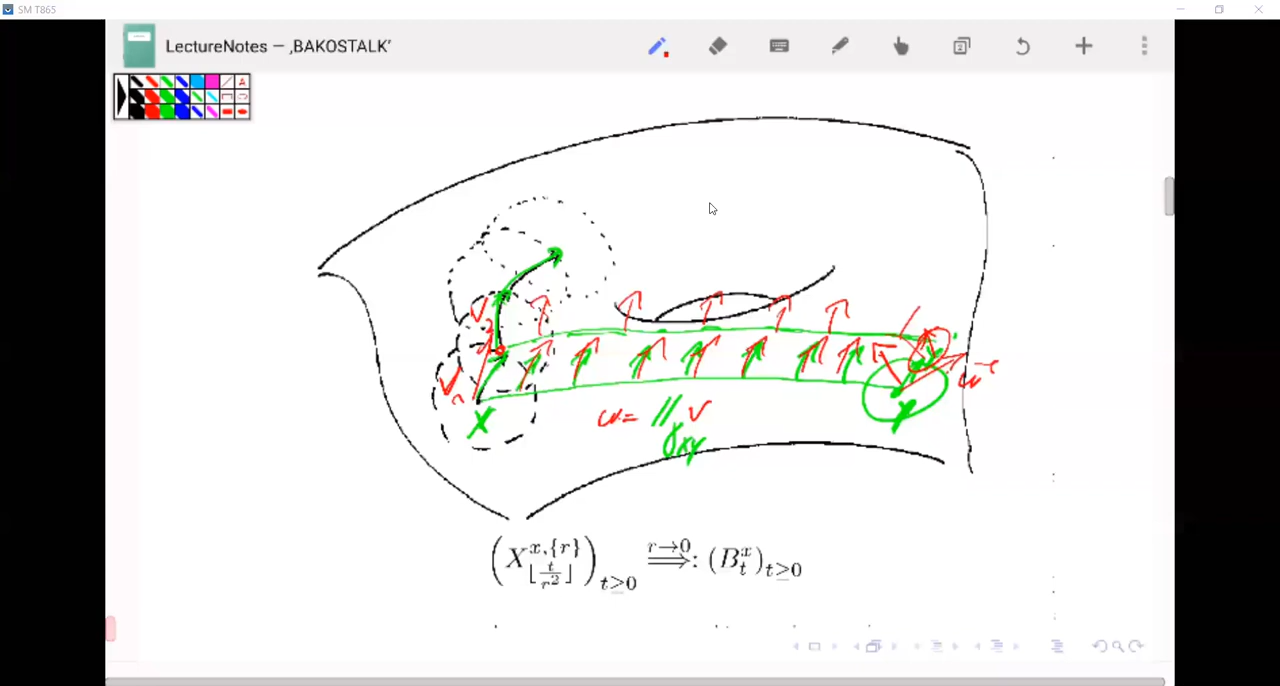 SM T865
LectureNotes — ‚BAKOSTALK'
X
y
w = // v
γxy
(X^{x,{r}}_{⌊t/r²⌋})_{t≥0} ⟹^{r→0}: (B^x_t)_{t≥0}